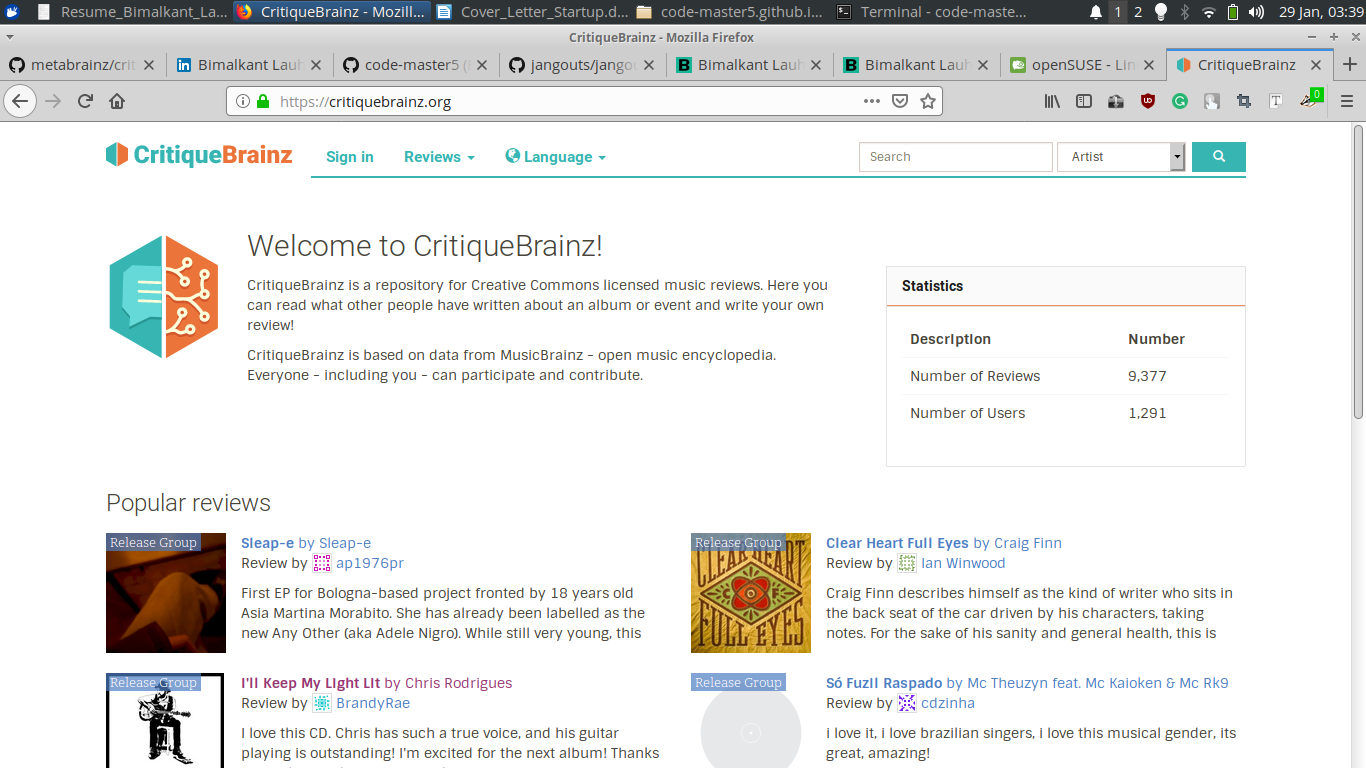 Resume_Bimalkant_La...
CritiqueBrainz - Mozill...
Cover_Letter_Startup.d...
code-master5.github.i...
Terminal - code-maste...
1
2
29 Jan, 03:39
CritiqueBrainz - Mozilla Firefox
metabrainz/crit
Bimalkant Lauh
code-master5 (
jangouts/jango
Bimalkant Lauh
Bimalkant Lauh
openSUSE - Lin
CritiqueBrainz
https://critiquebrainz.org
0
CritiqueBrainz
Sign in
Reviews
Language
Search
Artist
Welcome to CritiqueBrainz!
CritiqueBrainz is a repository for Creative Commons licensed music reviews. Here you
can read what other people have written about an album or event and write your own
review!
CritiqueBrainz is based on data from MusicBrainz - open music encyclopedia.
Everyone - including you - can participate and contribute.
Statistics
Description Number
Number of Reviews 9,377
Number of Users 1,291
Popular reviews
Release Group
Sleap-e by Sleap-e
Review by ap1976pr
First EP for Bologna-based project fronted by 18 years old
Asia Martina Morabito. She has already been labelled as the
new Any Other (aka Adele Nigro). While still very young, this
Release Group
CLEAR HEART
C F
FULL EYES
Clear Heart Full Eyes by Craig Finn
Review by Ian Winwood
Craig Finn describes himself as the kind of writer who sits in
the back seat of the car driven by his characters, taking
notes. For the sake of his sanity and general health, this is
Release Group
I'll Keep My Light Lit by Chris Rodrigues
Review by BrandyRae
I love this CD. Chris has such a true voice, and his guitar
playing is outstanding! I'm excited for the next album! Thanks
Release Group
Só Fuzil Raspado by Mc Theuzyn feat. Mc Kaioken & Mc Rk9
Review by cdzinha
i love it, i love brazilian singers, i love this musical gender, its
great, amazing!